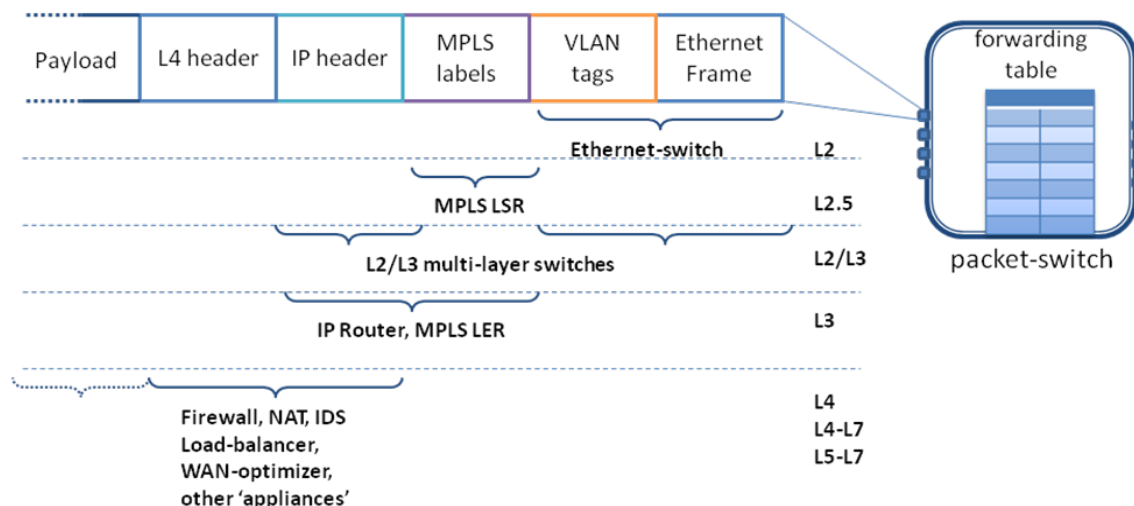 Payload
L4 header
IP header
MPLS
labels
VLAN
tags
Ethernet
Frame
forwarding
table
Ethernet-switch
L2
MPLS LSR
L2.5
L2/L3 multi-layer switches
L2/L3
packet-switch
IP Router, MPLS LER
L3
Firewall, NAT, IDS
Load-balancer,
WAN-optimizer,
other ‘appliances’
L4
L4-L7
L5-L7